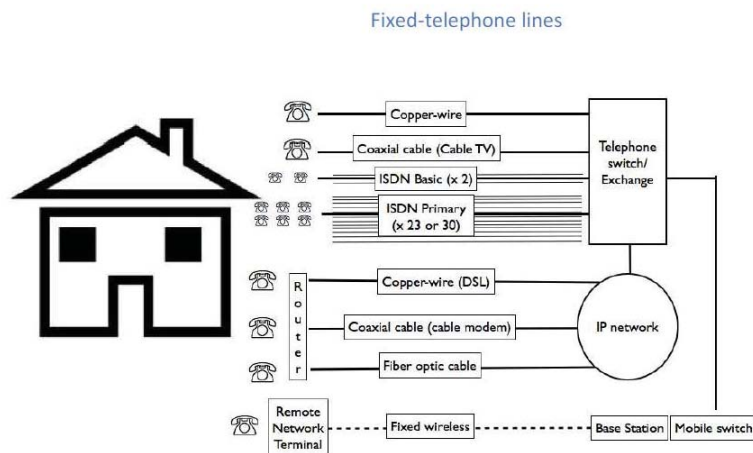 Fixed-telephone lines
Copper-wire
Coaxial cable (Cable TV)
ISDN Basic (x 2)
ISDN Primary
(x 23 or 30)
Telephone
switch/
Exchange
Router
Copper-wire (DSL)
Coaxial cable (cable modem)
Fiber optic cable
IP network
Remote
Network
Terminal
Fixed wireless
Base Station
Mobile switch